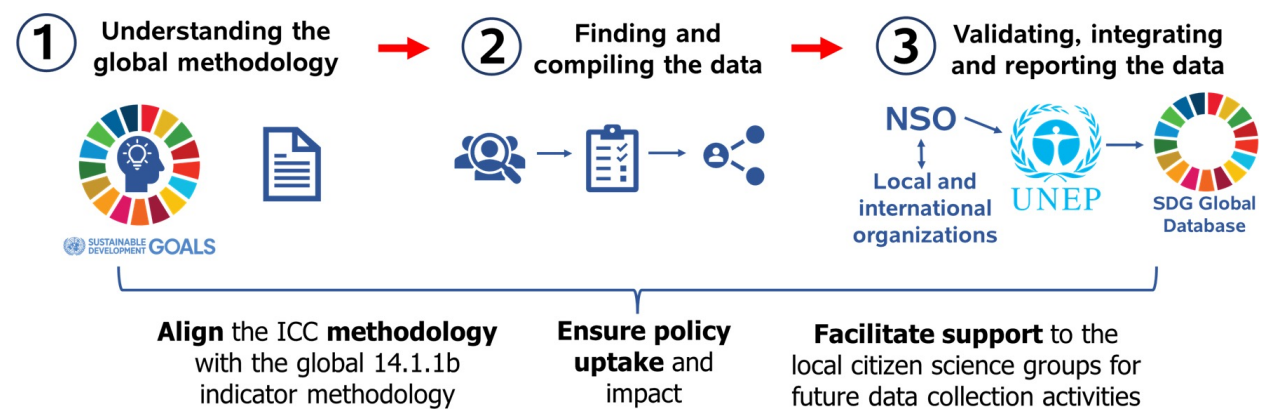 1
Understanding the
global methodology
2
Finding and
compiling the data
3
Validating, integrating
and reporting the data
SUSTAINABLE
DEVELOPMENT
GOALS
NSO
Local and
international
organizations
UNEP
SDG Global
Database
Align the ICC methodology
with the global 14.1.1b
indicator methodology
Ensure policy
uptake and
impact
Facilitate support to the
local citizen science groups for
future data collection activities